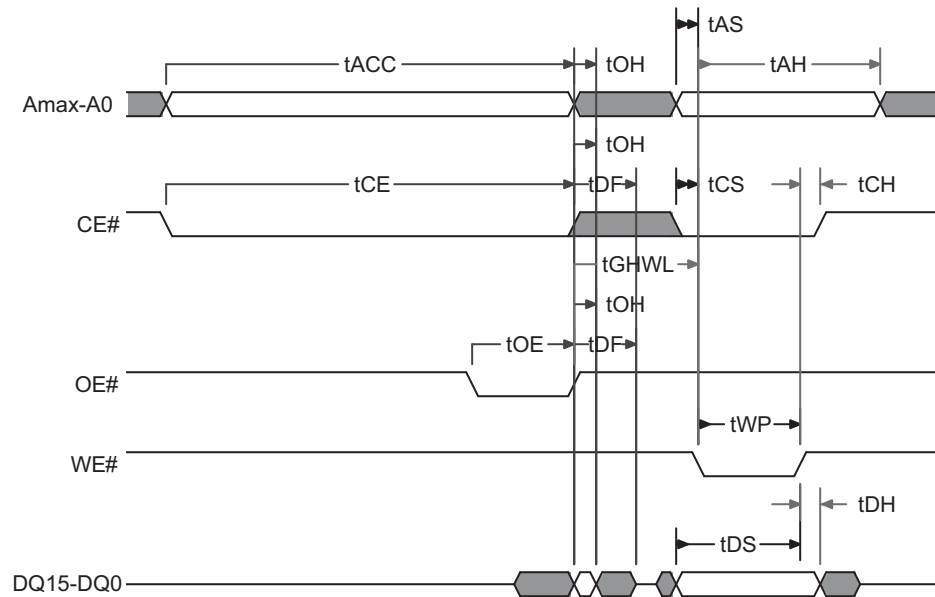 tAS
tACC
tOH
tAH
Amax-A0
tOH
tCE
tDF
tCS
tCH
CE#
tGHWL
tOH
tOE
tDF
OE#
tWP
WE#
tDH
tDS
DQ15-DQ0